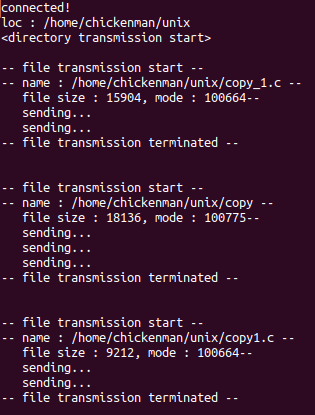 connected!
loc : /home/chickenman/unix
<directory transmission start>
-- file transmission start --
-- name : /home/chickenman/unix/copy_1.c --
file size : 15904, mode : 100664--
sending...
sending...
-- file transmission terminated --
-- file transmission start --
-- name : /home/chickenman/unix/copy --
file size : 18136, mode : 100775--
sending...
sending...
sending...
-- file transmission terminated --
-- file transmission start --
-- name : /home/chickenman/unix/copy1.c --
file size : 9212, mode : 100664--
sending...
sending...
-- file transmission terminated --